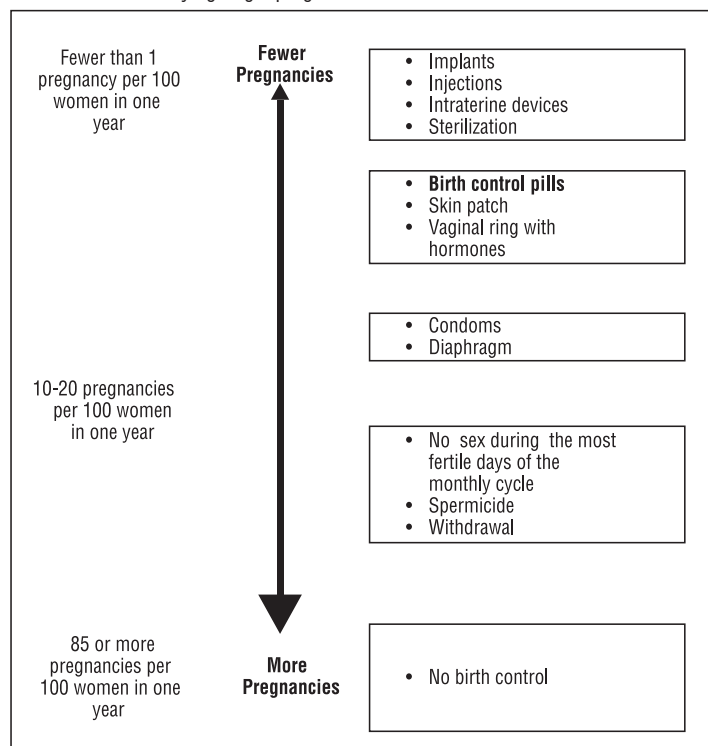 Fewer than 1
pregnancy per 100
women in one
year
Fewer
Pregnancies
• Implants
• Injections
• Intraterine devices
• Sterilization
• Birth control pills
• Skin patch
• Vaginal ring with
hormones
• Condoms
• Diaphragm
10-20 pregnancies
per 100 women
in one year
• No sex during the most
fertile days of the
monthly cycle
• Spermicide
• Withdrawal
85 or more
pregnancies per
100 women in one
year
More
Pregnancies
• No birth control